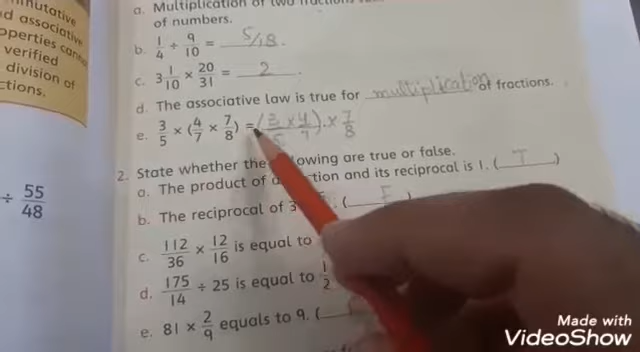 mutative
d associative
operties can
verified
division of
ctions.
÷ 55/48
a. Multiplication of two fractions
of numbers.
b. 1/4 ÷ 9/10 = 5/18.
c. 3 1/10 × 20/31 = 2.
d. The associative law is true for multiplication of fractions.
e. 3/5 × (4/7 × 7/8) = (3/5 × 4/7) × 7/8
2. State whether the following are true or false.
a. The product of a fraction and its reciprocal is 1. ( T )
b. The reciprocal of 3 ( F )
c. 112/36 × 12/16 is equal to
d. 175/14 ÷ 25 is equal to 1/2
e. 81 × 2/9 equals to 9. (
Made with
VideoShow